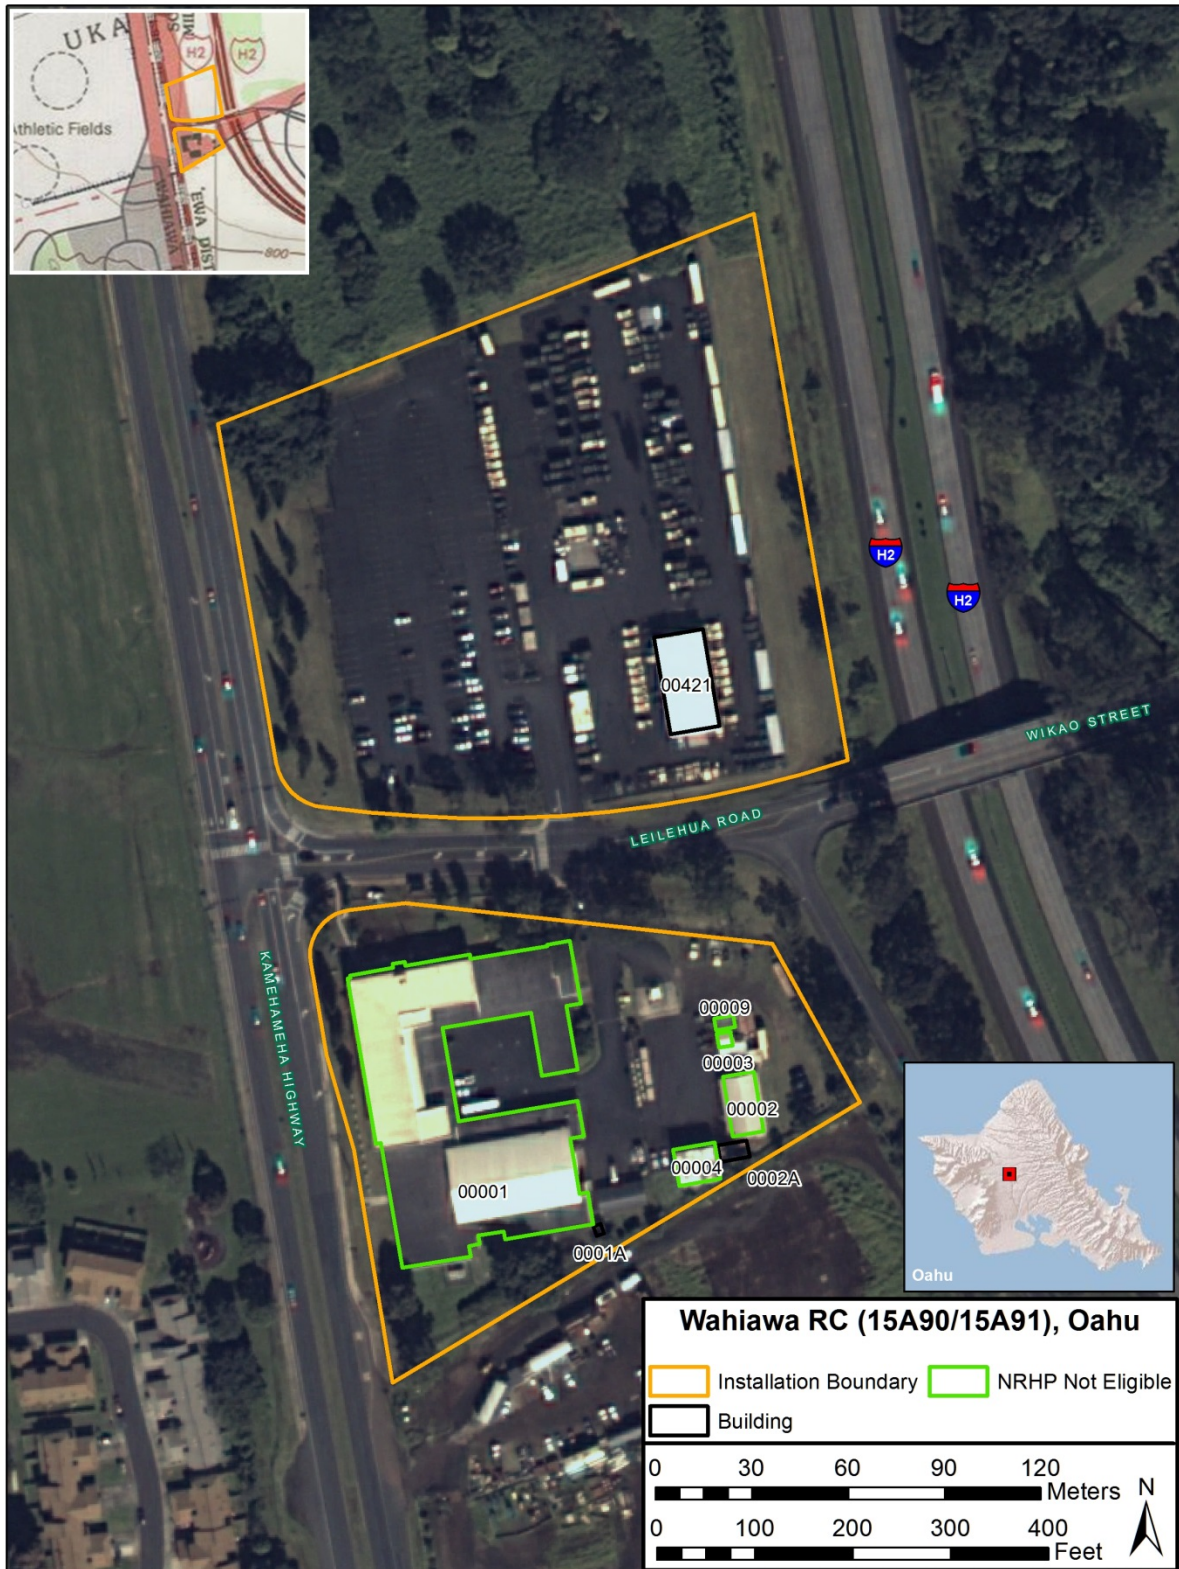 UKA
H2
H2
Athletic Fields
WAHIAWA
EWA DIST
800
H2
H2
00421
WIKAO STREET
LEILEHUA ROAD
KAMEHAMEHA HIGHWAY
00009
00003
00002
00004
0002A
00001
0001A
Oahu
Wahiawa RC (15A90/15A91), Oahu
Installation Boundary
NRHP Not Eligible
Building
0 30 60 90 120
Meters
N
0 100 200 300 400
Feet